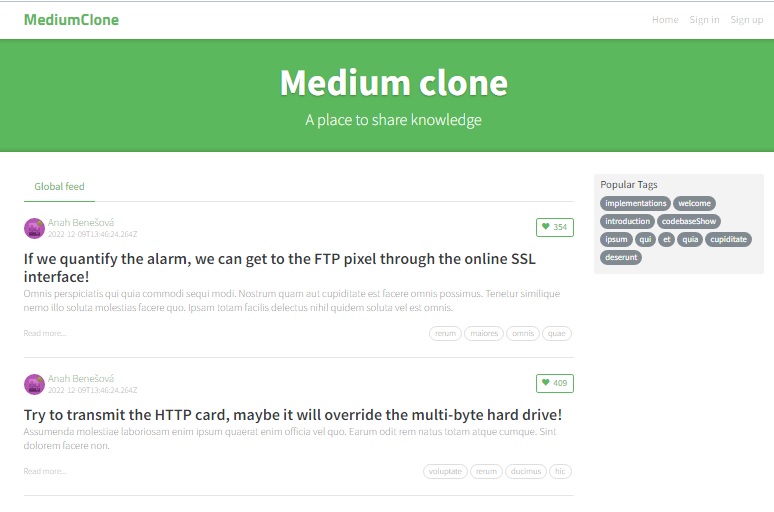 MediumClone
Home Sign in Sign up
Medium clone
A place to share knowledge
Global feed
Anah Benešová
2022-12-09T13:46:24.264Z
354
If we quantify the alarm, we can get to the FTP pixel through the online SSL
interface!
Omnis perspiciatis qui quia commodi sequi modi. Nostrum quam aut cupiditate est facere omnis possimus. Tenetur similique
nemo illo soluta molestias facere quo. Ipsam totam facilis delectus nihil quidem soluta vel est omnis.
Read more...
rerum maiores omnis quae
Anah Benešová
2022-12-09T13:46:24.264Z
409
Try to transmit the HTTP card, maybe it will override the multi-byte hard drive!
Assumenda molestiae laboriosam enim ipsum quaerat enim officia vel quo. Earum odit rem natus totam atque cumque. Sint
dolorem facere non.
Read more...
voluptate rerum ducimus hic
Popular Tags
implementations welcome
introduction codebaseShow
ipsum qui et quia cupiditate
deserunt